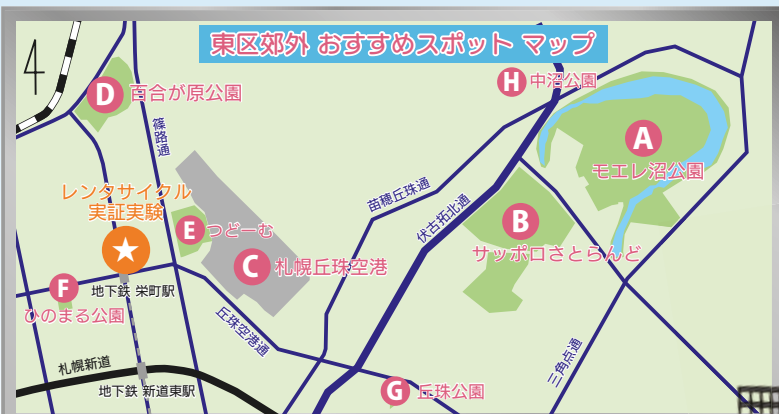 東区郊外 おすすめスポット マップ
H 中沼公園
D 百合が原公園
篠路通
A
モエレ沼公園
レンタサイクル
実証実験
苗穂丘珠通
伏古拓北通
B
サッポロさとらんど
E つどーむ
C 札幌丘珠空港
F
ひのまる公園
地下鉄 栄町駅
丘珠空港通
三角点通
札幌新道
地下鉄 新道東駅
G 丘珠公園